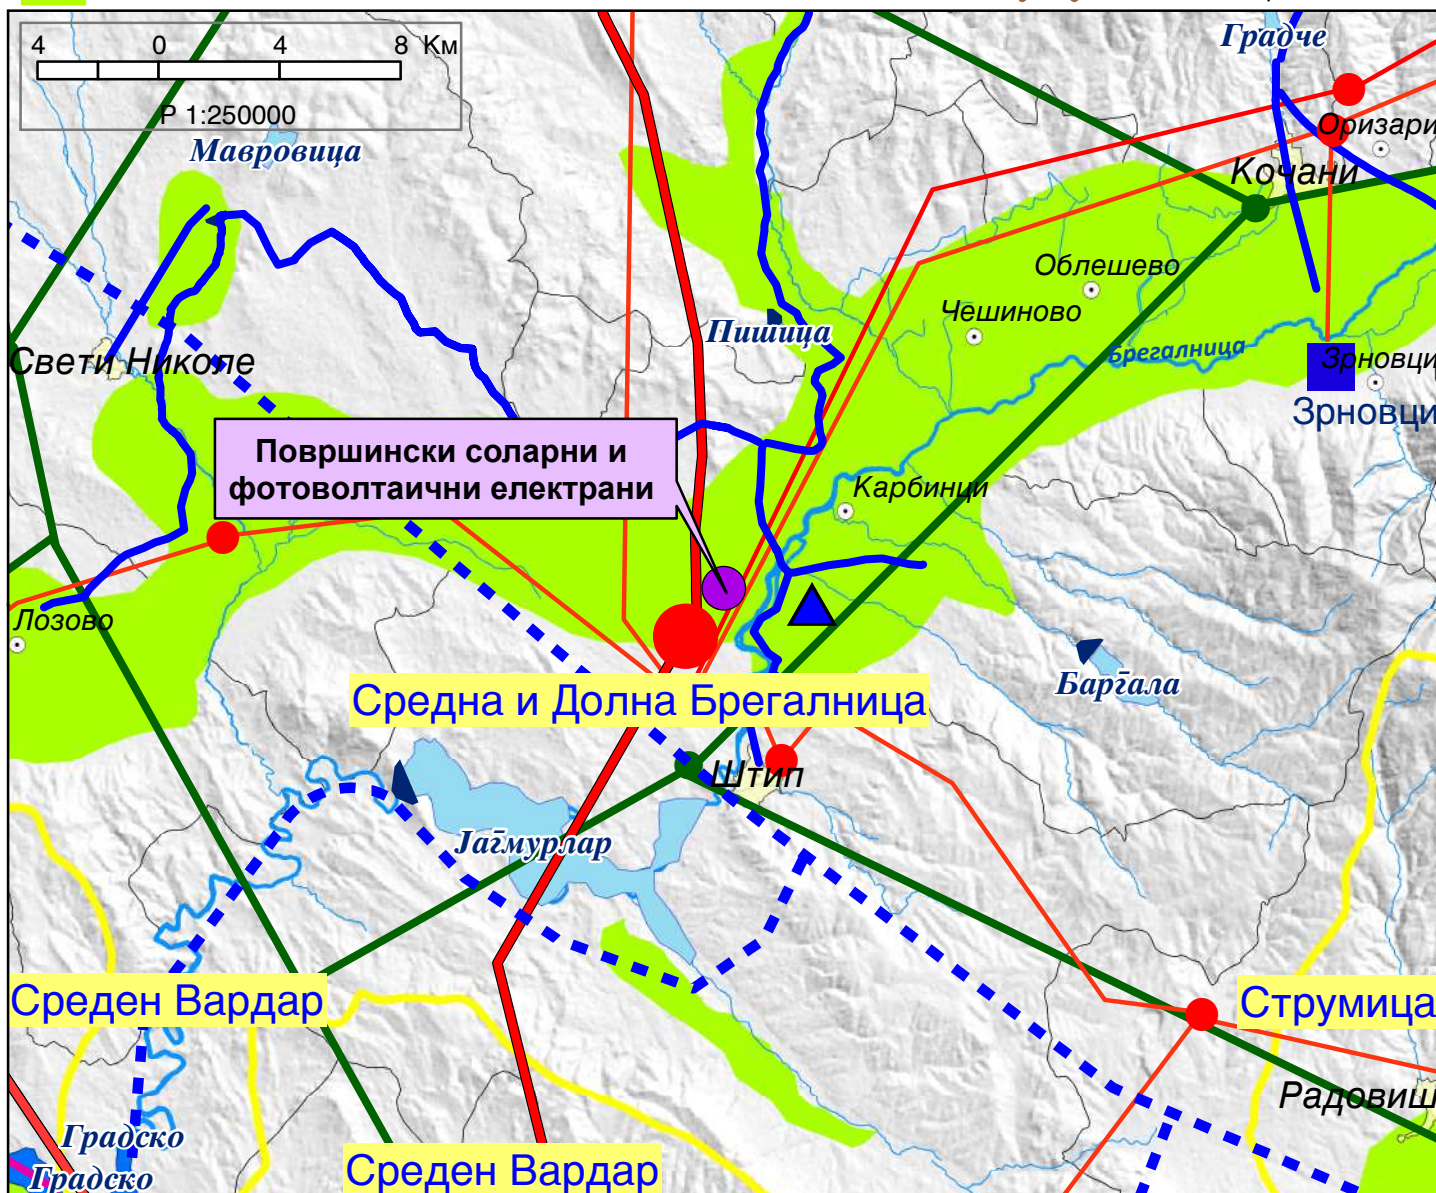 4 0 4 8 Км
Р 1:250000
Градче
Мавровица
Оризари
Кочани
Облешево
Чешиново
Пишица
Брегалница
Свети Николе
Зрновци
Зрновци
Површински соларни и
фотоволтаични електрани
Карбинци
Лозово
Баргала
Средна и Долна Брегалница
Штип
Јагмурлар
Среден Вардар
Струмица
Радовиш
Градско
Среден Вардар
Градско